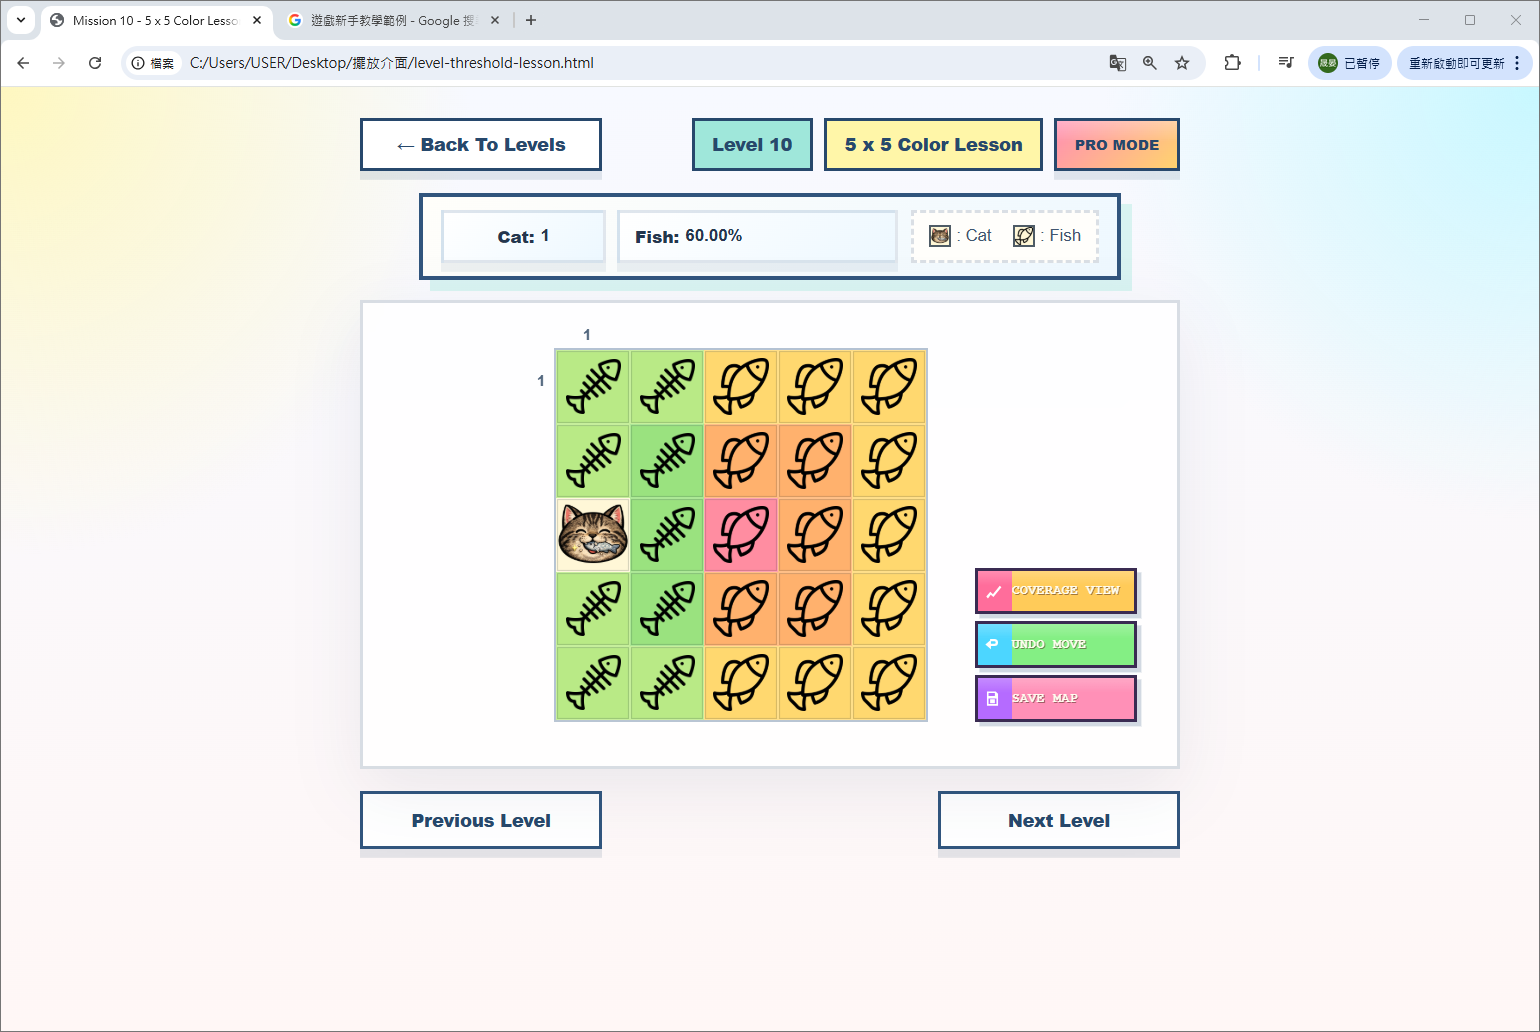 Mission 10 - 5 x 5 Color Lesso
遊戲新手教學範例 - Google 搜
檔案
C:/Users/USER/Desktop/擺放介面/level-threshold-lesson.html
已暫停
重新啟動即可更新
← Back To Levels
Level 10
5 x 5 Color Lesson
PRO MODE
Cat: 1
Fish: 60.00%
: Cat
: Fish
1
1
COVERAGE VIEW
UNDO MOVE
SAVE MAP
Previous Level
Next Level